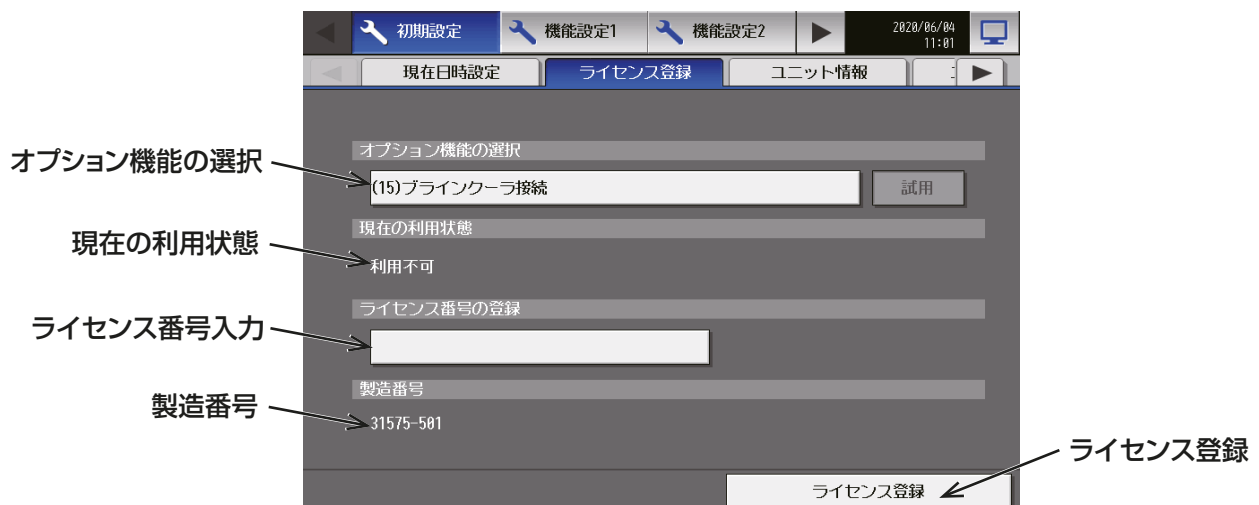 初期設定
機能設定1
機能設定2
2020/06/04
11:01
現在日時設定
ライセンス登録
ユニット情報
オプション機能の選択
オプション機能の選択
(15)ブラインクーラ接続
試用
現在の利用状態
現在の利用状態
利用不可
ライセンス番号の登録
ライセンス番号入力
製造番号
製造番号
31575-501
ライセンス登録
ライセンス登録